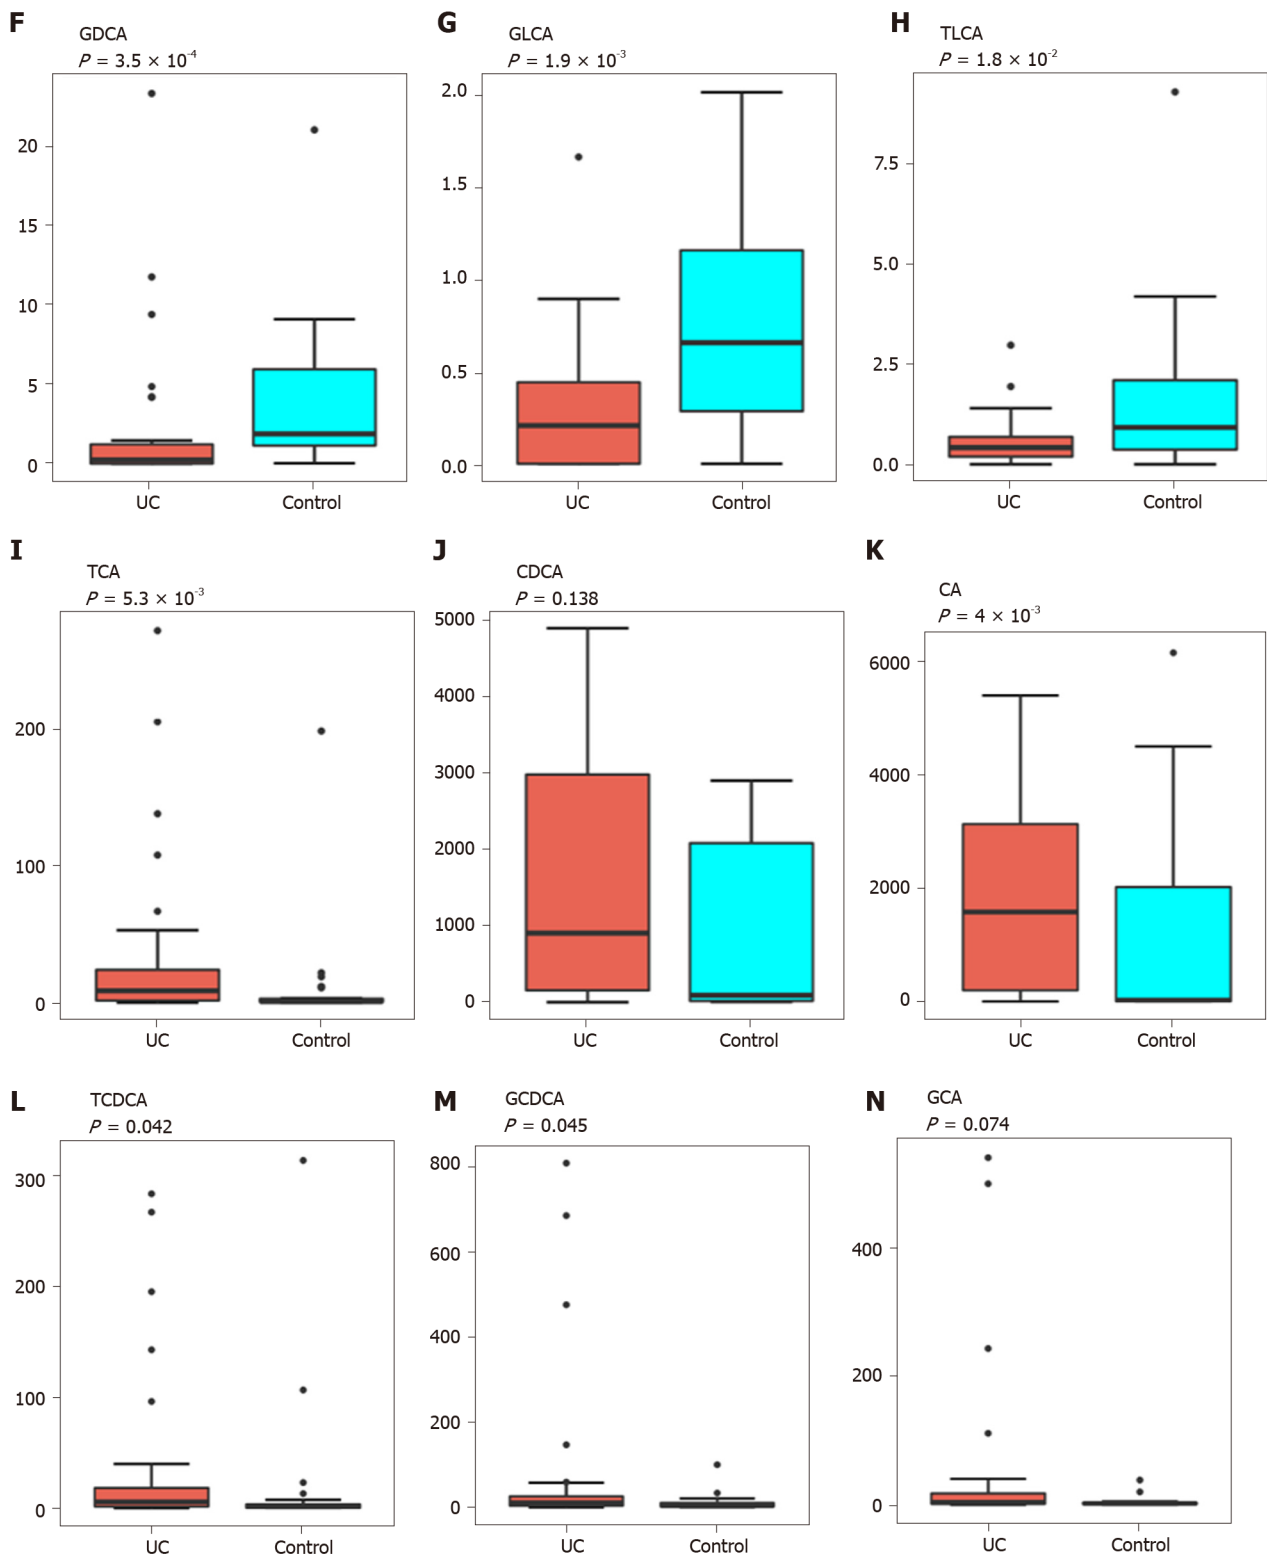 F
GDCA
P = 3.5 × 10⁻⁴
20
15
10
5
0
UC Control
G
GLCA
P = 1.9 × 10⁻³
2.0
1.5
1.0
0.5
0.0
UC Control
H
TLCA
P = 1.8 × 10⁻²
7.5
5.0
2.5
0.0
UC Control
I
TCA
P = 5.3 × 10⁻³
200
100
0
UC Control
J
CDCA
P = 0.138
5000
4000
3000
2000
1000
0
UC Control
K
CA
P = 4 × 10⁻³
6000
4000
2000
0
UC Control
L
TCDCA
P = 0.042
300
200
100
0
UC Control
M
GCDCA
P = 0.045
800
600
400
200
0
UC Control
N
GCA
P = 0.074
400
200
0
UC Control